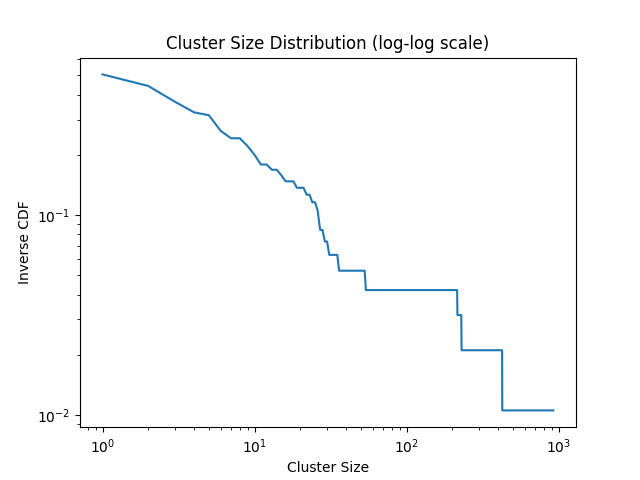 Cluster Size Distribution (log-log scale)
Inverse CDF
10⁻¹
10⁻²
10⁰ 10¹ 10² 10³
Cluster Size